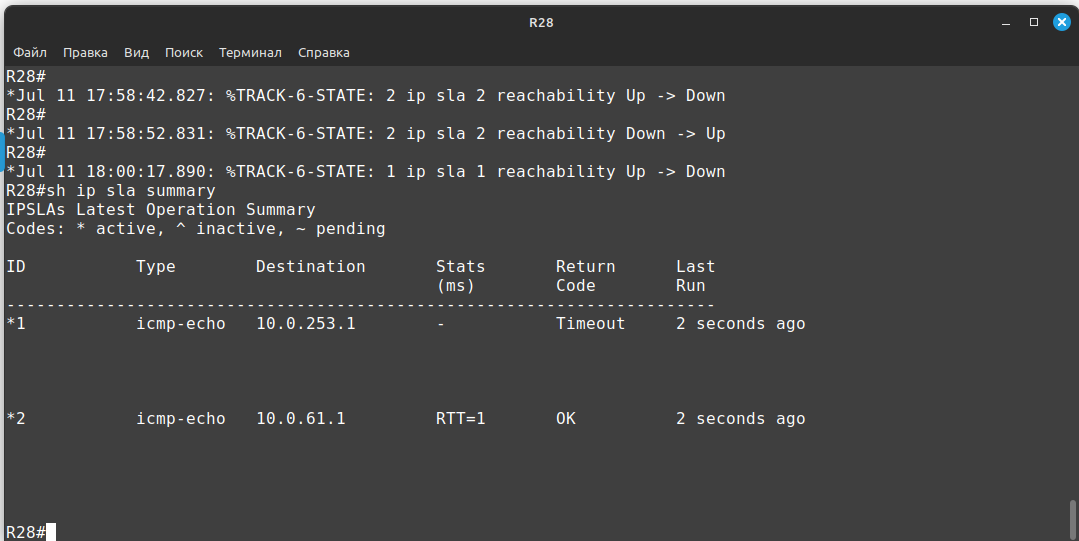 R28
Файл Правка Вид Поиск Терминал Справка
R28#
*Jul 11 17:58:42.827: %TRACK-6-STATE: 2 ip sla 2 reachability Up -> Down
R28#
*Jul 11 17:58:52.831: %TRACK-6-STATE: 2 ip sla 2 reachability Down -> Up
R28#
*Jul 11 18:00:17.890: %TRACK-6-STATE: 1 ip sla 1 reachability Up -> Down
R28#sh ip sla summary
IPSLAs Latest Operation Summary
Codes: * active, ^ inactive, ~ pending
ID           Type        Destination       Stats       Return      Last
                                           (ms)        Code        Run
-----------------------------------------------------------------------
*1           icmp-echo   10.0.253.1        -           Timeout     2 seconds ago
*2           icmp-echo   10.0.61.1         RTT=1       OK          2 seconds ago
R28#